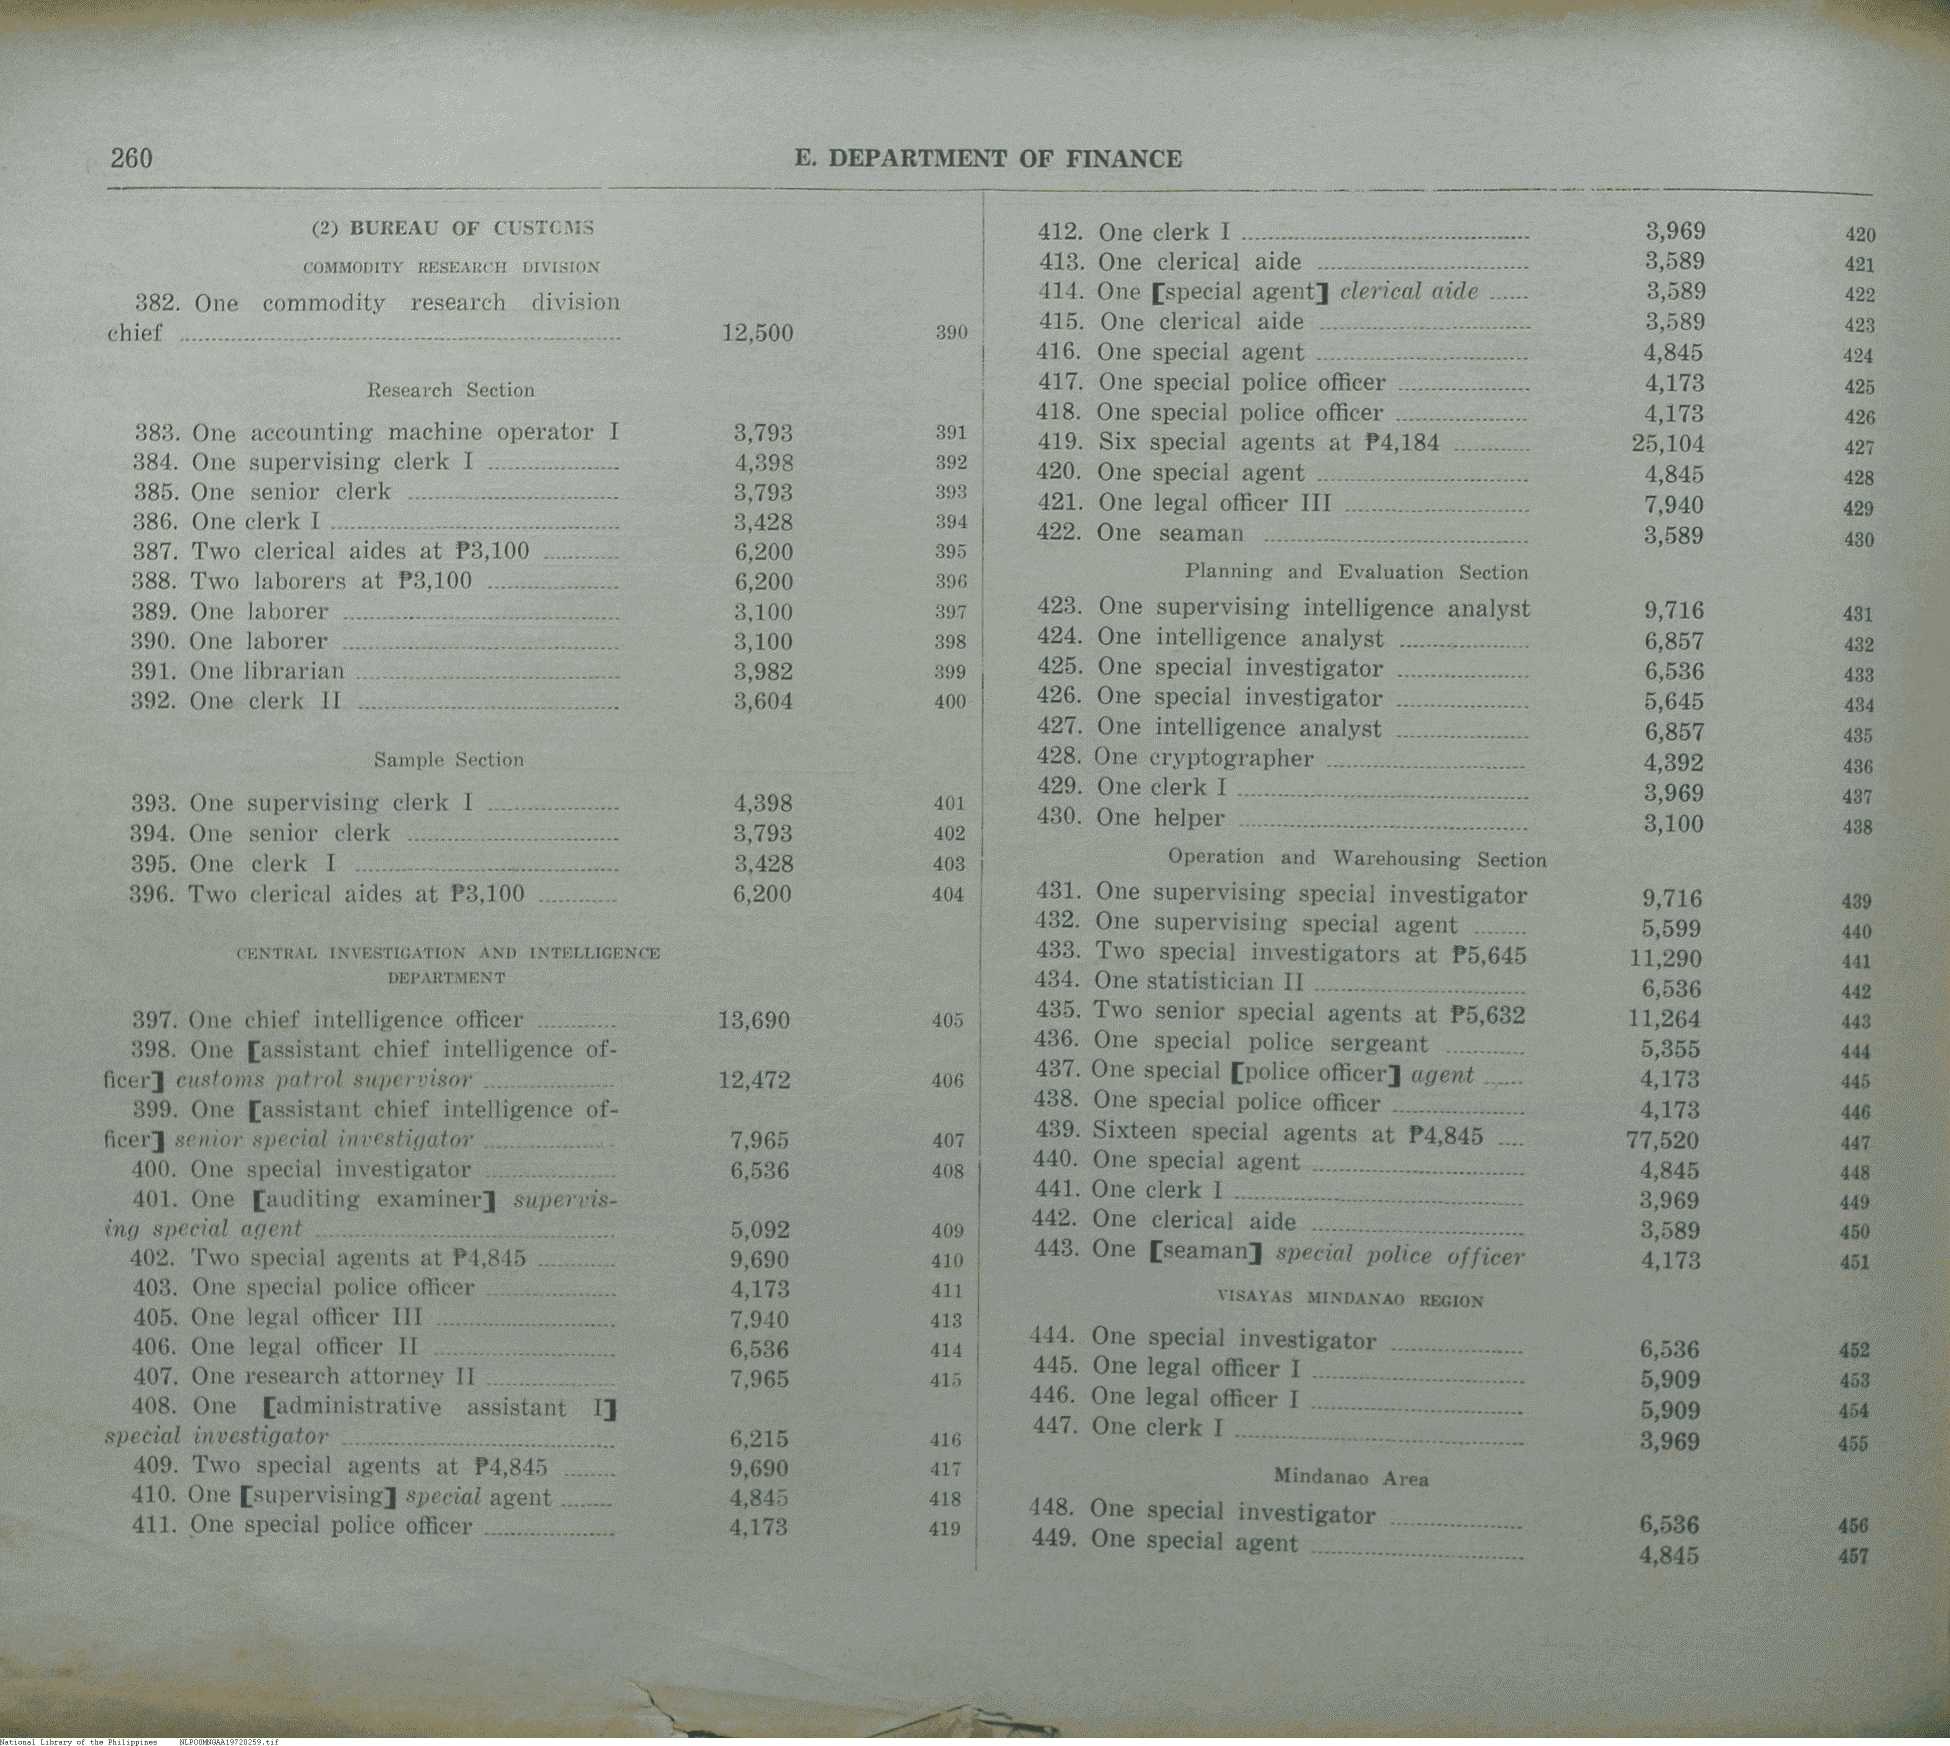 260
E. DEPARTMENT OF FINANCE
(2) BUREAU OF CUSTOMS
COMMODITY RESEARCH DIVISION
382. One commodity research division
chief 12,500 390
Research Section
383. One accounting machine operator I 3,793 391
384. One supervising clerk I 4,398 392
385. One senior clerk 3,793 393
386. One clerk I 3,428 394
387. Two clerical aides at ₱3,100 6,200 395
388. Two laborers at ₱3,100 6,200 396
389. One laborer 3,100 397
390. One laborer 3,100 398
391. One librarian 3,982 399
392. One clerk II 3,604 400
Sample Section
393. One supervising clerk I 4,398 401
394. One senior clerk 3,793 402
395. One clerk I 3,428 403
396. Two clerical aides at ₱3,100 6,200 404
CENTRAL INVESTIGATION AND INTELLIGENCE
DEPARTMENT
397. One chief intelligence officer 13,690 405
398. One [assistant chief intelligence of-
ficer] customs patrol supervisor 12,472 406
399. One [assistant chief intelligence of-
ficer] senior special investigator 7,965 407
400. One special investigator 6,536 408
401. One [auditing examiner] supervis-
ing special agent 5,092 409
402. Two special agents at ₱4,845 9,690 410
403. One special police officer 4,173 411
405. One legal officer III 7,940 413
406. One legal officer II 6,536 414
407. One research attorney II 7,965 415
408. One [administrative assistant I]
special investigator 6,215 416
409. Two special agents at ₱4,845 9,690 417
410. One [supervising] special agent 4,845 418
411. One special police officer 4,173 419
412. One clerk I 3,969 420
413. One clerical aide 3,589 421
414. One [special agent] clerical aide 3,589 422
415. One clerical aide 3,589 423
416. One special agent 4,845 424
417. One special police officer 4,173 425
418. One special police officer 4,173 426
419. Six special agents at ₱4,184 25,104 427
420. One special agent 4,845 428
421. One legal officer III 7,940 429
422. One seaman 3,589 430
Planning and Evaluation Section
423. One supervising intelligence analyst 9,716 431
424. One intelligence analyst 6,857 432
425. One special investigator 6,536 433
426. One special investigator 5,645 434
427. One intelligence analyst 6,857 435
428. One cryptographer 4,392 436
429. One clerk I 3,969 437
430. One helper 3,100 438
Operation and Warehousing Section
431. One supervising special investigator 9,716 439
432. One supervising special agent 5,599 440
433. Two special investigators at ₱5,645 11,290 441
434. One statistician II 6,536 442
435. Two senior special agents at ₱5,632 11,264 443
436. One special police sergeant 5,355 444
437. One special [police officer] agent 4,173 445
438. One special police officer 4,173 446
439. Sixteen special agents at ₱4,845 77,520 447
440. One special agent 4,845 448
441. One clerk I 3,969 449
442. One clerical aide 3,589 450
443. One [seaman] special police officer 4,173 451
VISAYAS MINDANAO REGION
444. One special investigator 6,536 452
445. One legal officer I 5,909 453
446. One legal officer I 5,909 454
447. One clerk I 3,969 455
Mindanao Area
448. One special investigator 6,536 456
449. One special agent 4,845 457
National Library of the Philippines NLPOOMNGAA19720259.tif